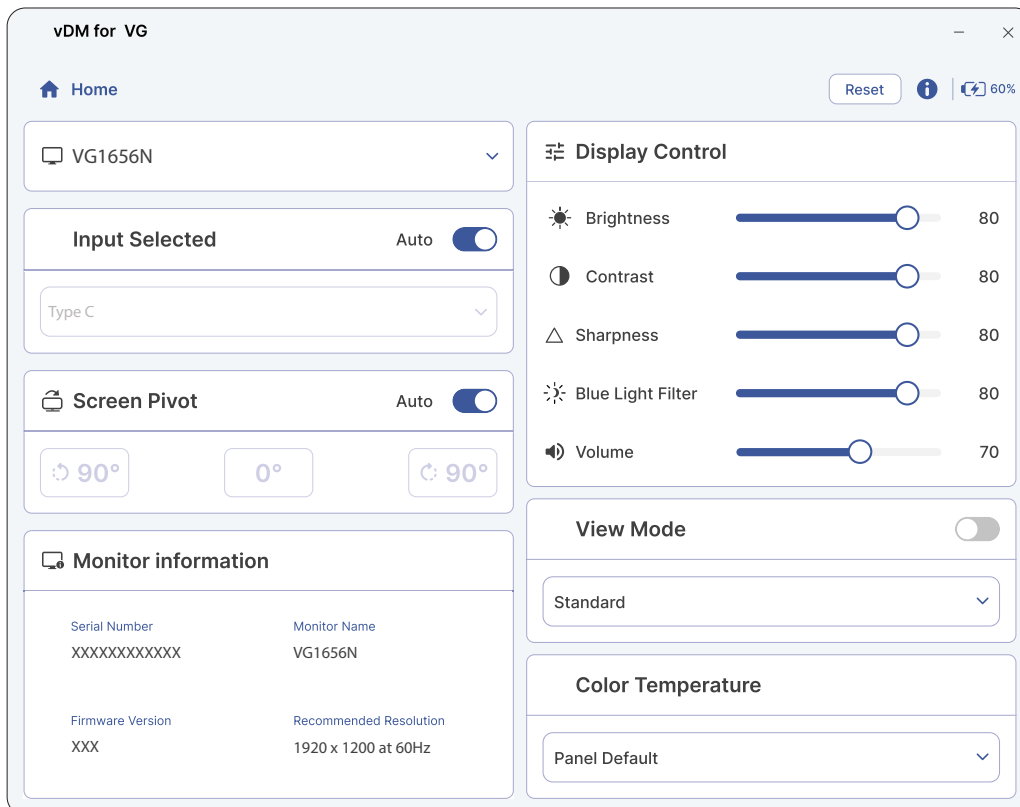 vDM for VG
Home
Reset
60%
VG1656N
Input Selected
Auto
Type C
Screen Pivot
Auto
90°
0°
90°
Monitor information
Serial Number
XXXXXXXXXXXX
Monitor Name
VG1656N
Firmware Version
XXX
Recommended Resolution
1920 x 1200 at 60Hz
Display Control
Brightness 80
Contrast 80
Sharpness 80
Blue Light Filter 80
Volume 70
View Mode
Standard
Color Temperature
Panel Default